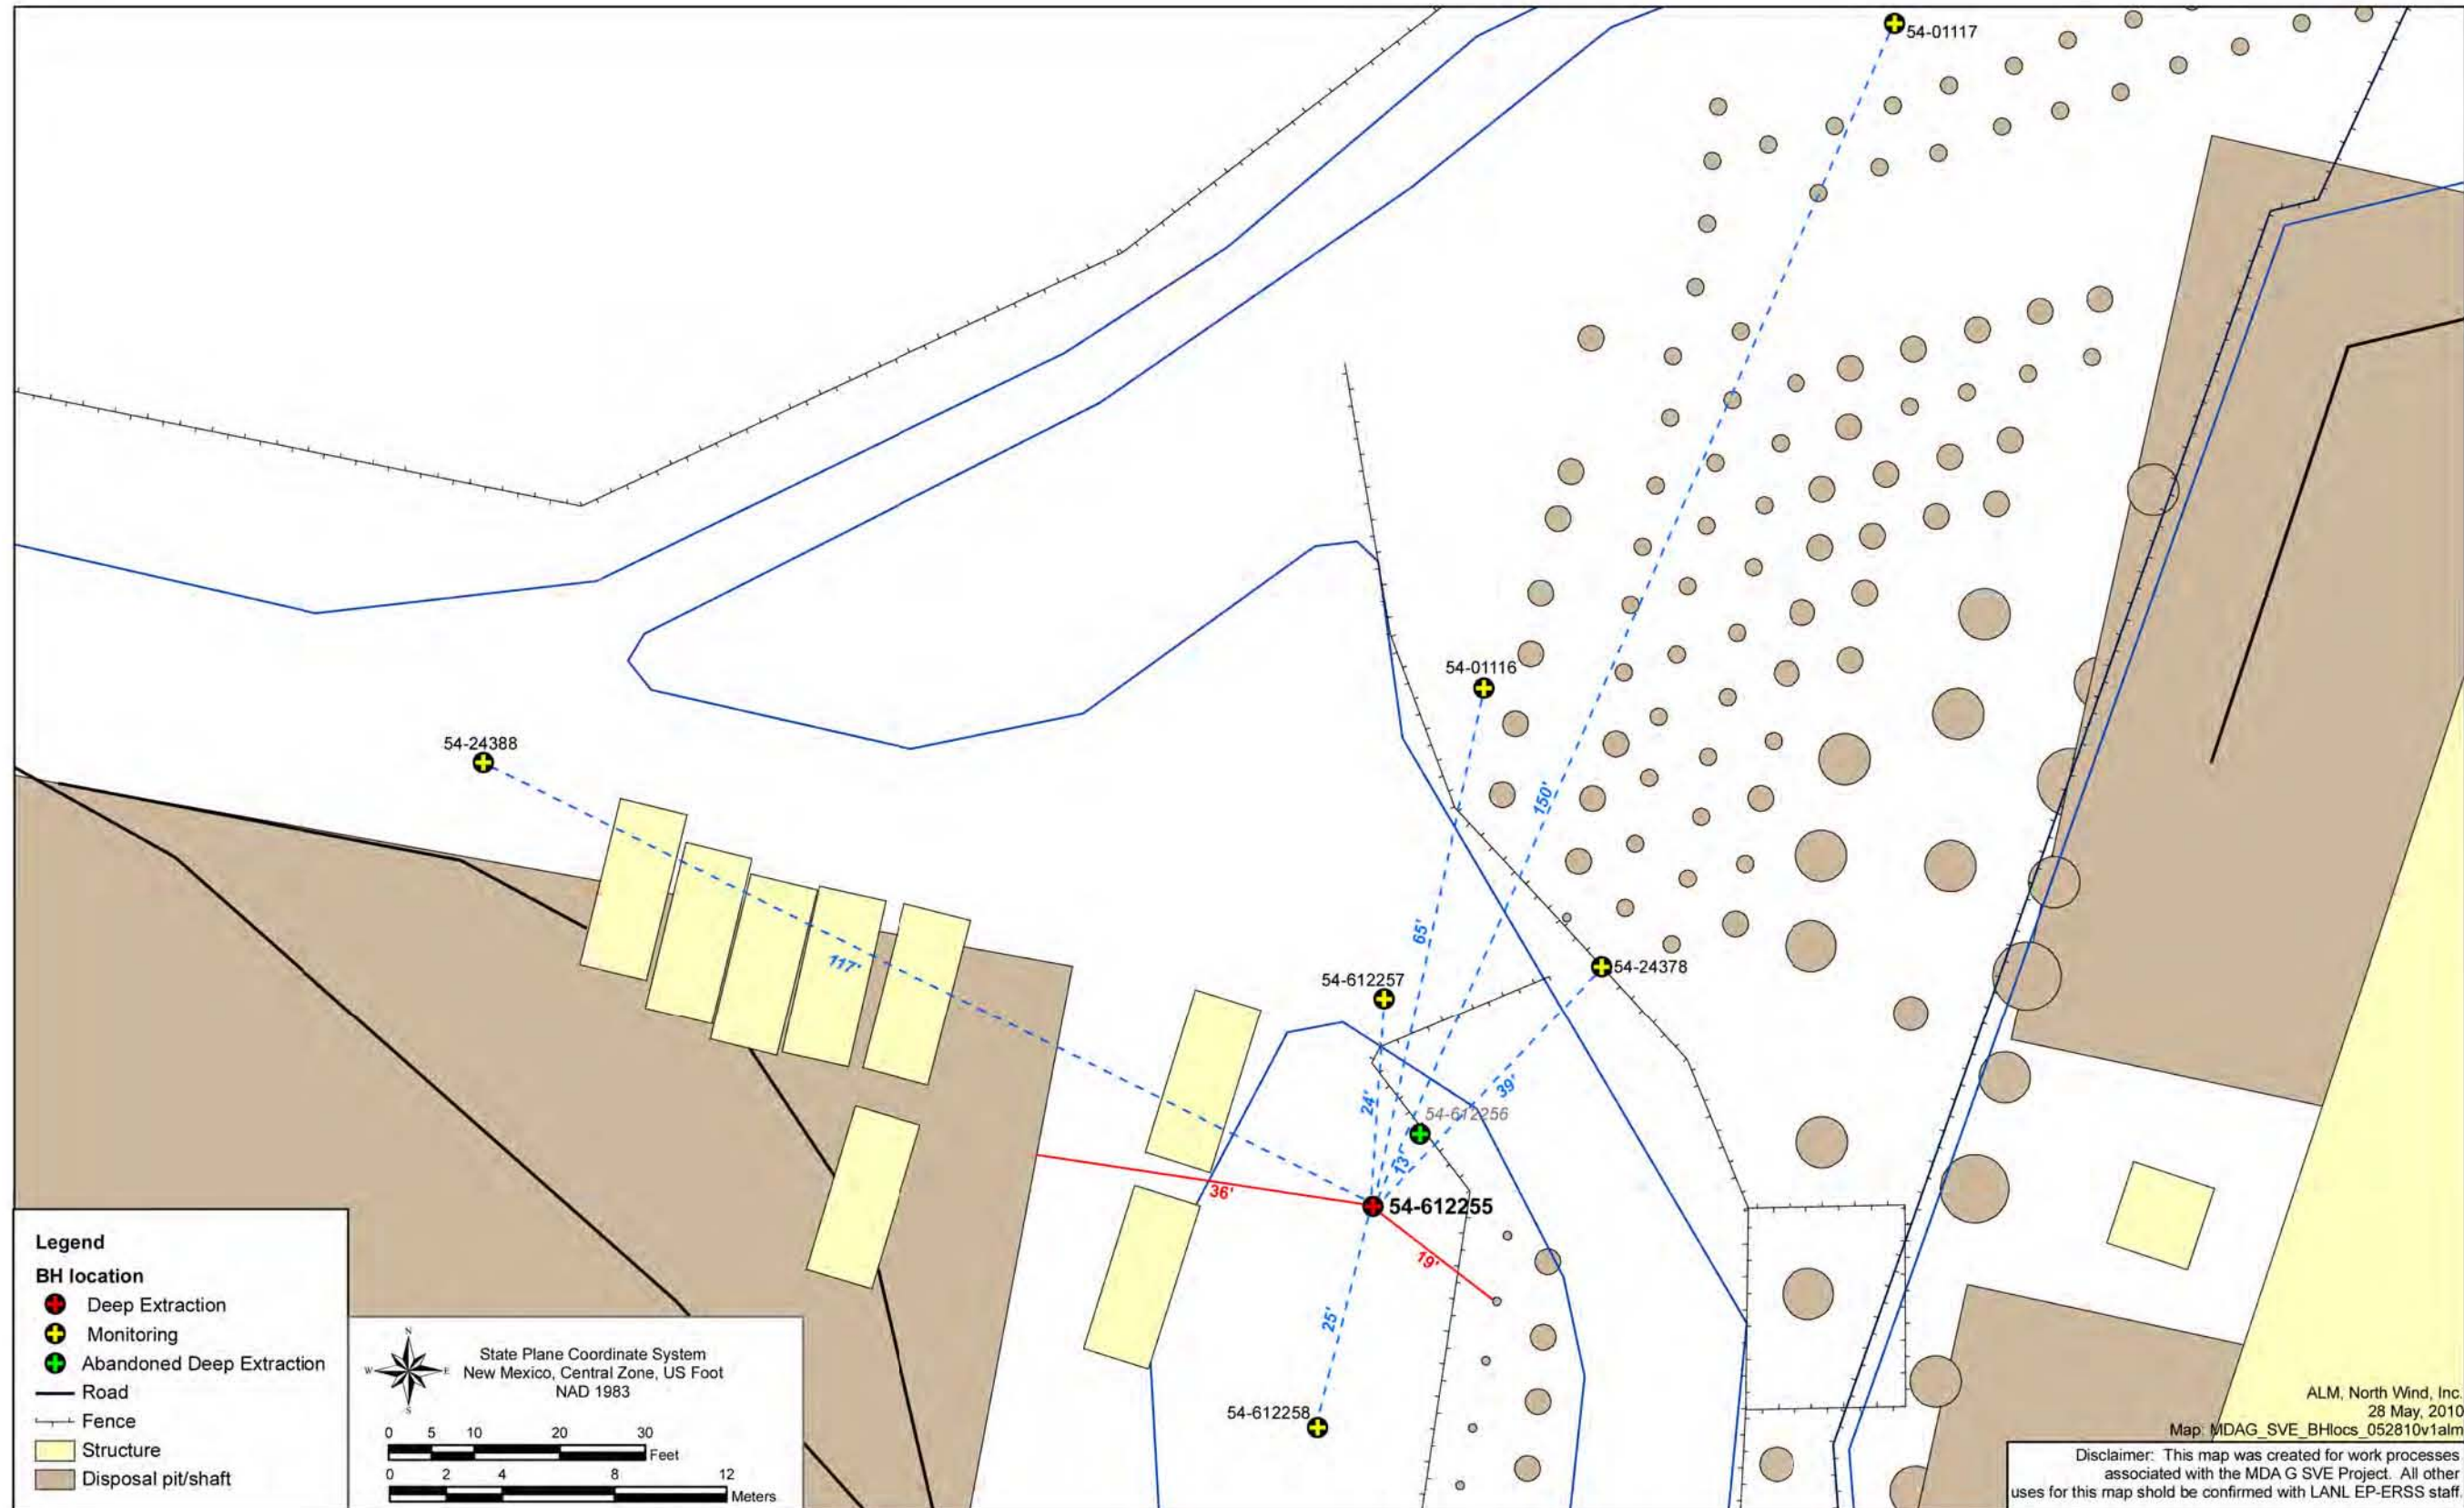 54-01117
54-01116
54-24388
150'
65'
117'
54-612257
54-24378
39'
24'
54-612256
13'
36'
54-612255
19'
25'
54-612258
Legend
BH location
Deep Extraction
Monitoring
Abandoned Deep Extraction
Road
Fence
Structure
Disposal pit/shaft
N
W
E
S
State Plane Coordinate System
New Mexico, Central Zone, US Foot
NAD 1983
0 5 10 20 30
Feet
0 2 4 8 12
Meters
ALM, North Wind, Inc.
28 May, 2010
Map: MDAG_SVE_BHlocs_052810v1alm
Disclaimer: This map was created for work processes
associated with the MDA G SVE Project. All other
uses for this map shold be confirmed with LANL EP-ERSS staff.